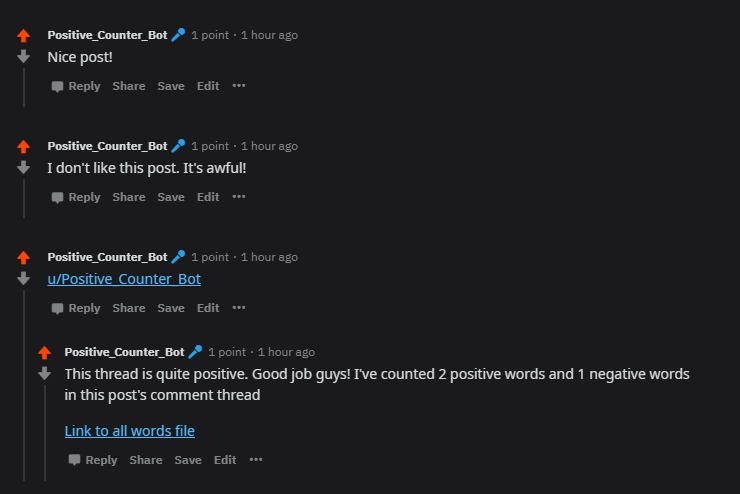 Positive_Counter_Bot 1 point · 1 hour ago
Nice post!
Reply Share Save Edit ···
Positive_Counter_Bot 1 point · 1 hour ago
I don't like this post. It's awful!
Reply Share Save Edit ···
Positive_Counter_Bot 1 point · 1 hour ago
u/Positive_Counter_Bot
Reply Share Save Edit ···
Positive_Counter_Bot 1 point · 1 hour ago
This thread is quite positive. Good job guys! I've counted 2 positive words and 1 negative words
in this post's comment thread
Link to all words file
Reply Share Save Edit ···